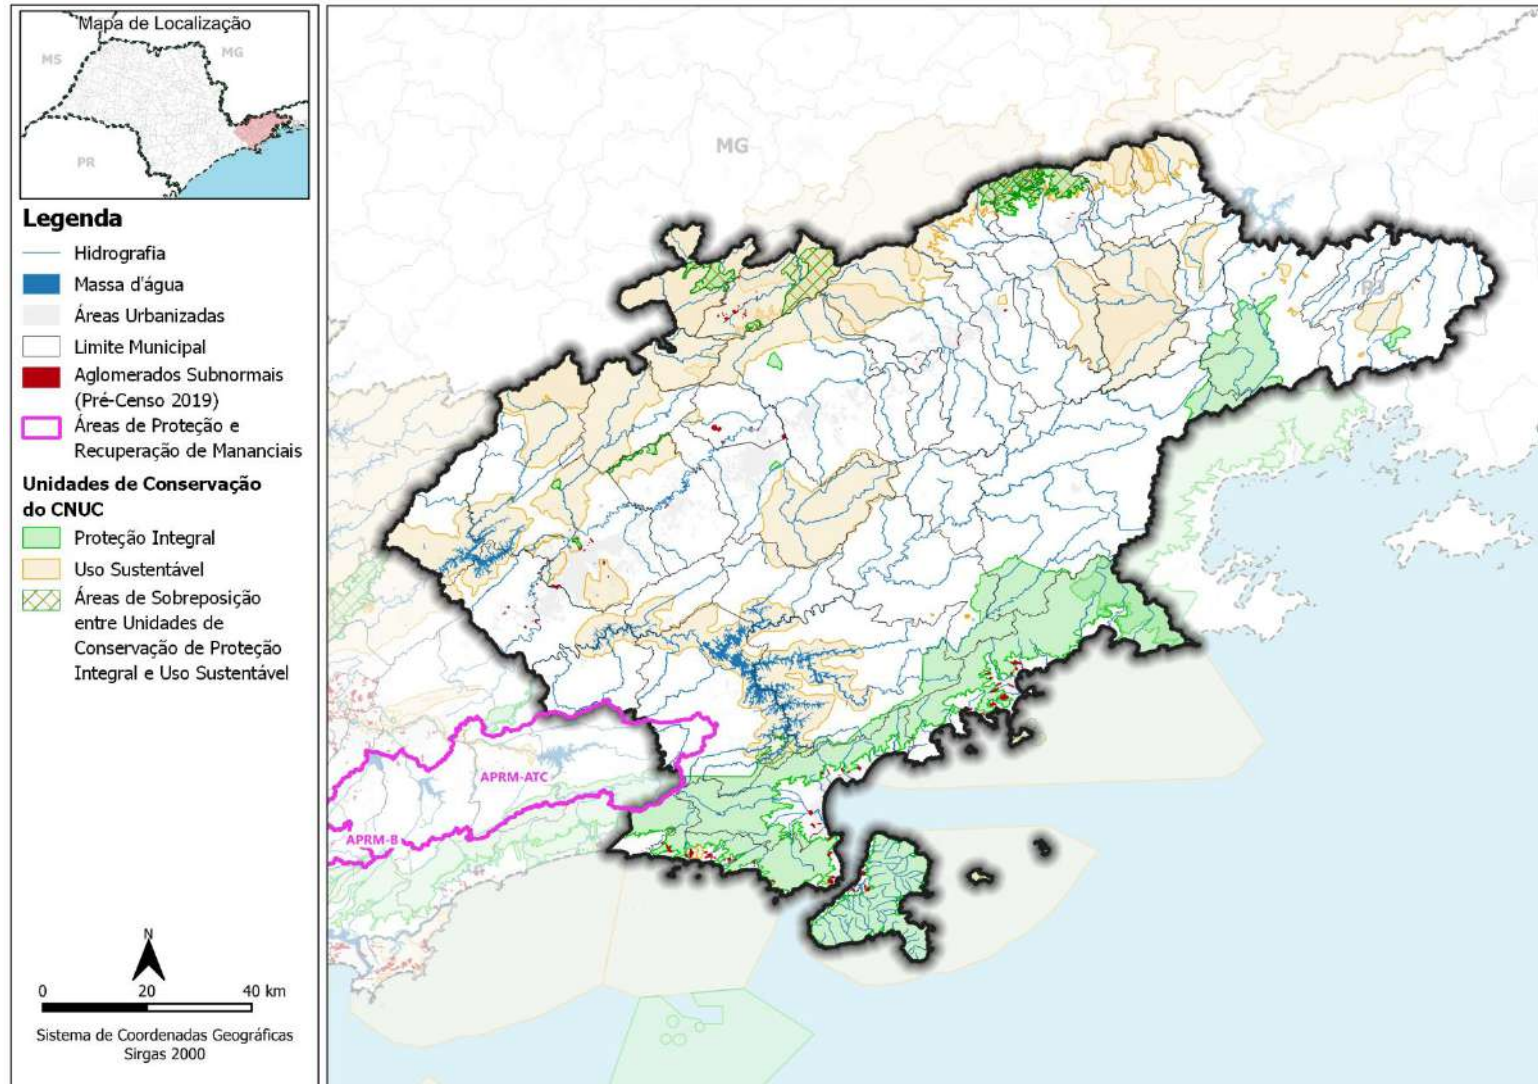 Mapa de Localização
MS
MG
PR
Legenda
Hidrografia
Massa d'água
Áreas Urbanizadas
Limite Municipal
Aglomerados Subnormais
(Pré-Censo 2019)
Áreas de Proteção e
Recuperação de Mananciais
Unidades de Conservação
do CNUC
Proteção Integral
Uso Sustentável
Áreas de Sobreposição
entre Unidades de
Conservação de Proteção
Integral e Uso Sustentável
N
0 20 40 km
Sistema de Coordenadas Geográficas
Sirgas 2000
MG
RJ
APRM-ATC
APRM-B